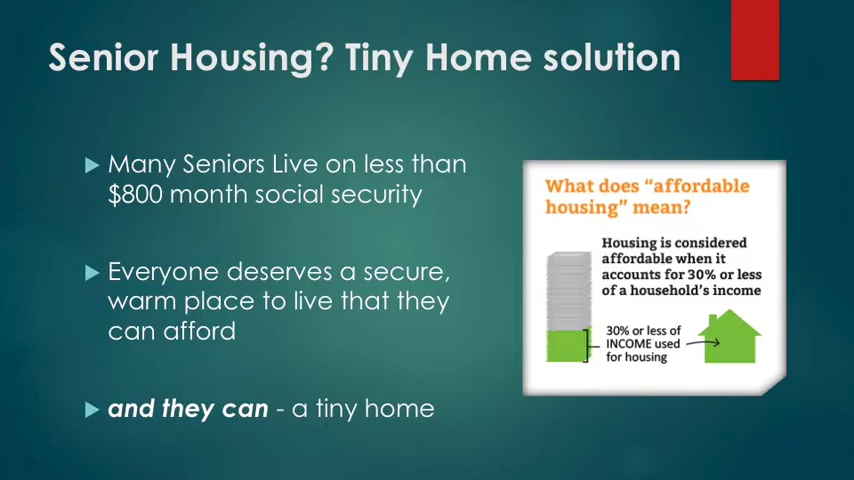 Senior Housing? Tiny Home solution
Many Seniors Live on less than
$800 month social security
Everyone deserves a secure,
warm place to live that they
can afford
and they can - a tiny home
What does “affordable
housing” mean?
Housing is considered
affordable when it
accounts for 30% or less
of a household’s income
30% or less of
INCOME used
for housing